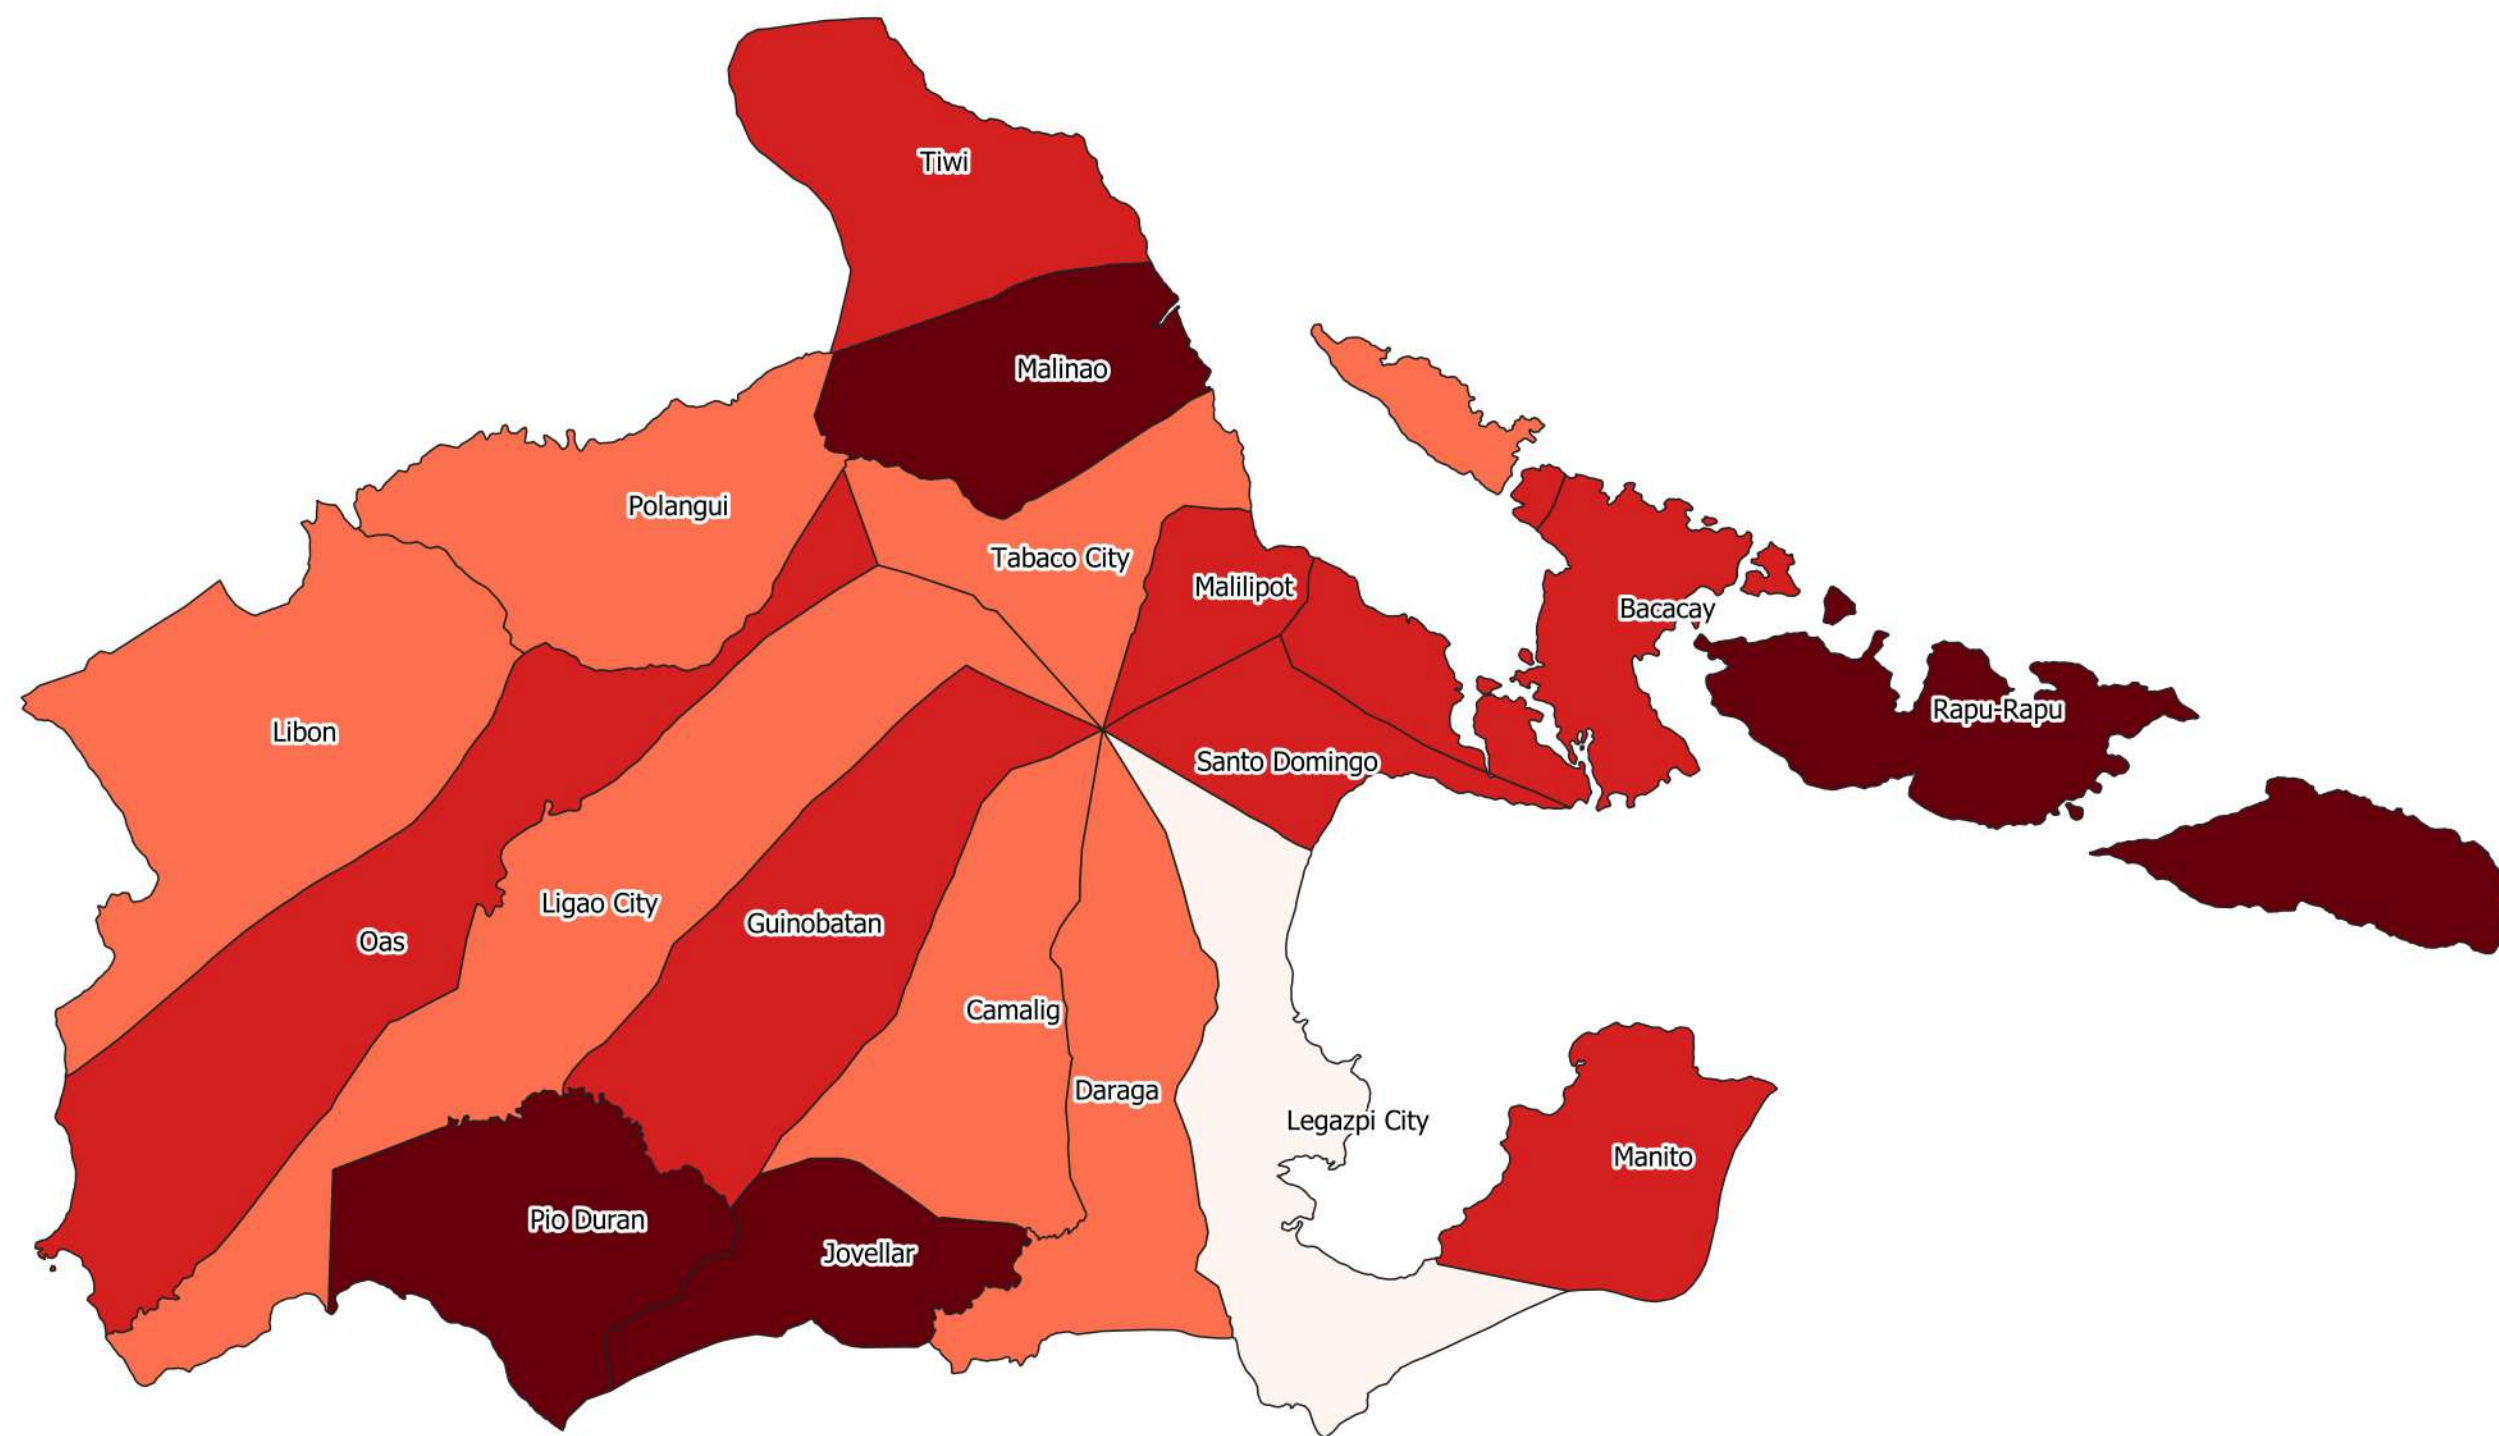 Tiwi
Malinao
Polangui
Tabaco City
Malilipot
Bacacay
Rapu-Rapu
Libon
Santo Domingo
Ligao City
Guinobatan
Oas
Camalig
Daraga
Legazpi City
Manito
Pio Duran
Jovellar